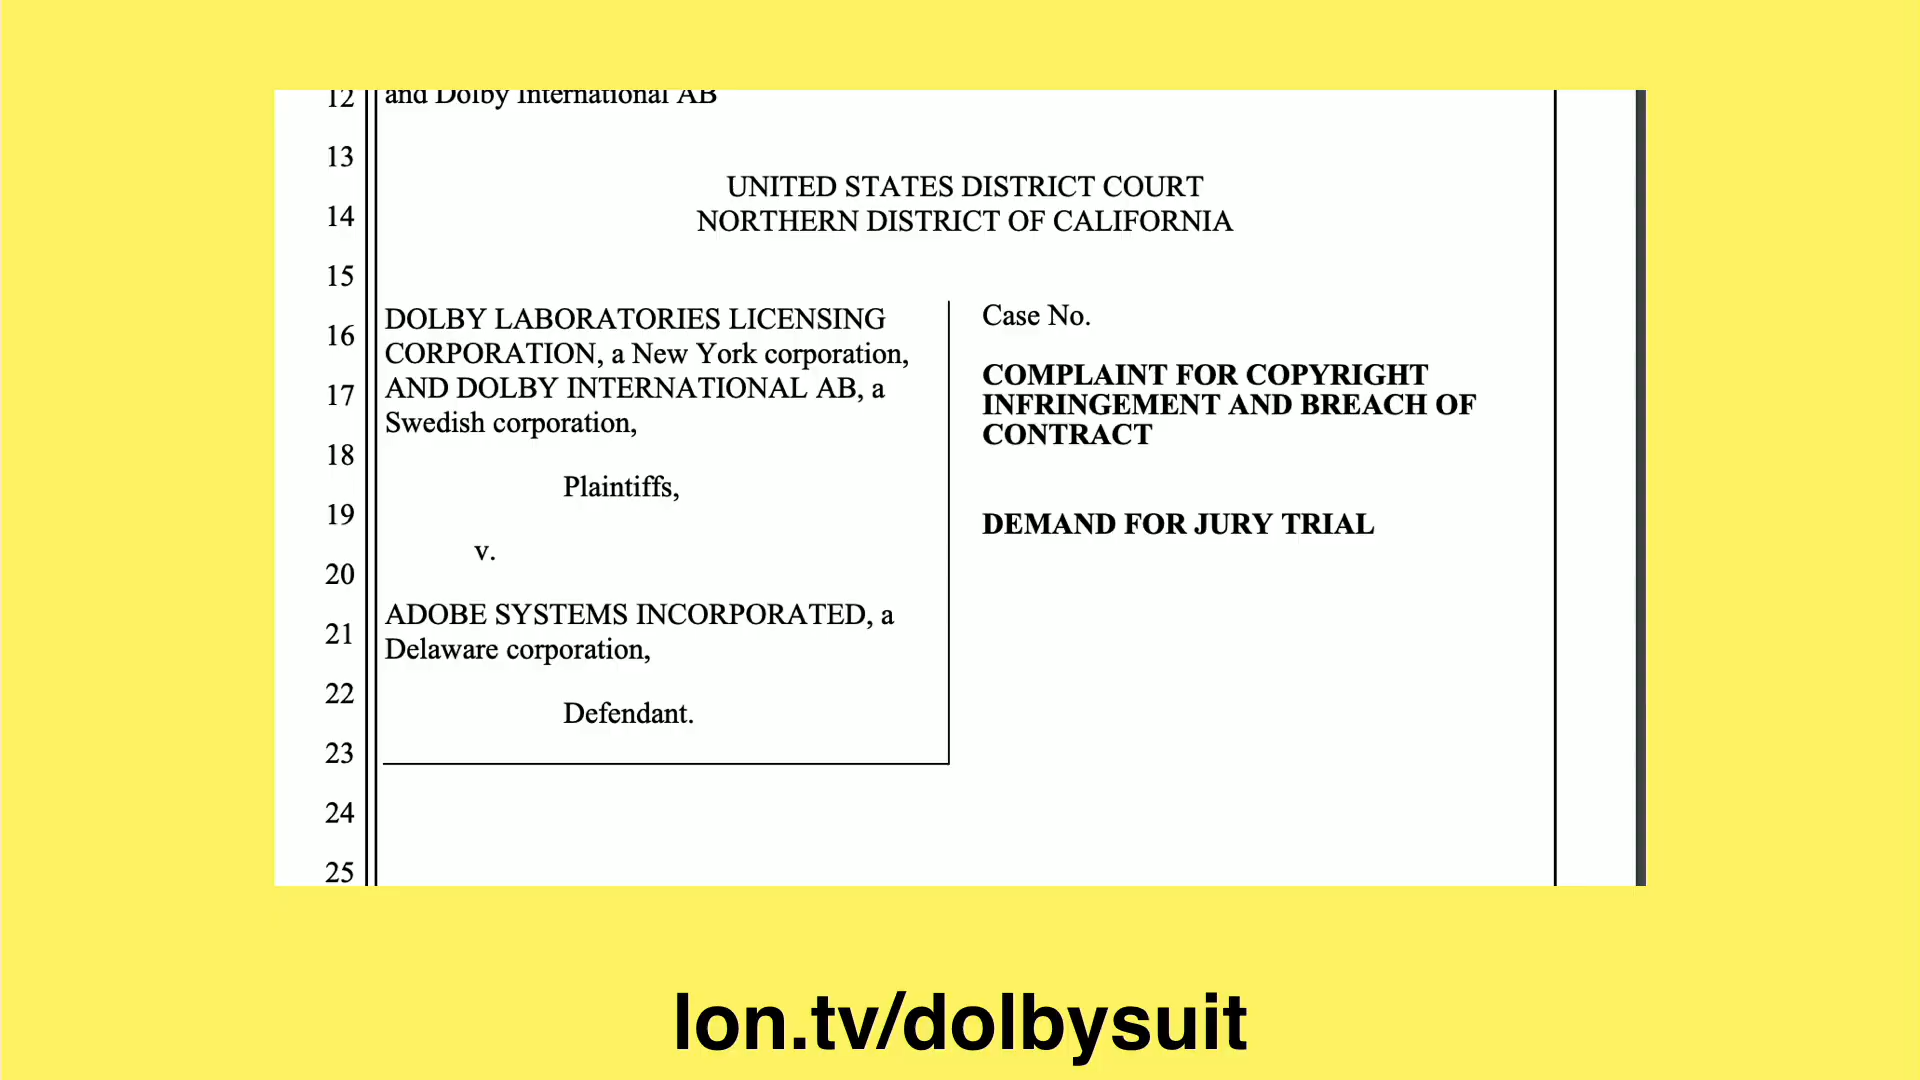 12 and Dolby International AB
13
UNITED STATES DISTRICT COURT
14
NORTHERN DISTRICT OF CALIFORNIA
15
16
17
18
19
20
21
22
23
24
25
DOLBY LABORATORIES LICENSING
CORPORATION, a New York corporation,
AND DOLBY INTERNATIONAL AB, a
Swedish corporation,
Plaintiffs,
v.
ADOBE SYSTEMS INCORPORATED, a
Delaware corporation,
Defendant.
Case No.
COMPLAINT FOR COPYRIGHT
INFRINGEMENT AND BREACH OF
CONTRACT
DEMAND FOR JURY TRIAL
lon.tv/dolbysuit